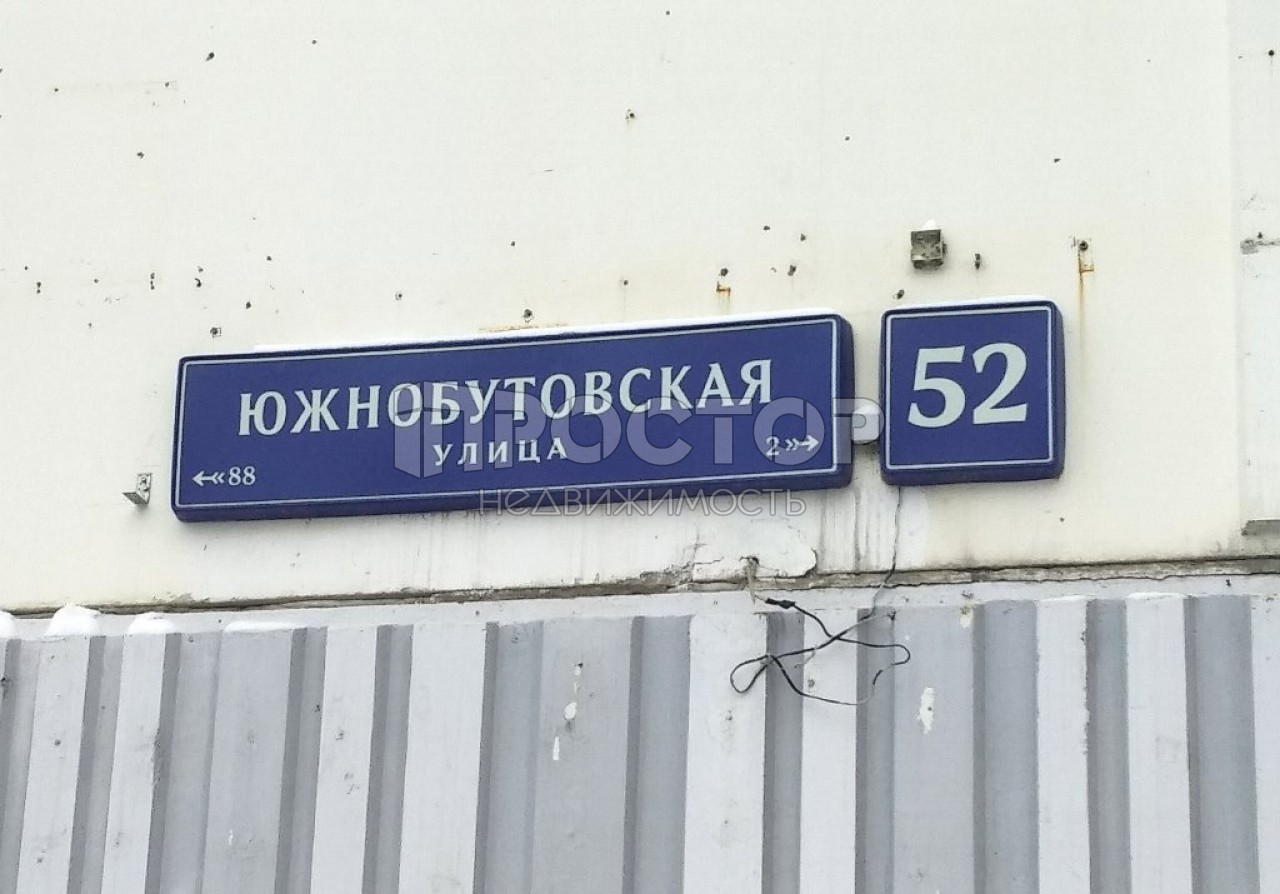 ЮЖНОБУТОВСКАЯ
УЛИЦА
←«88
2»→
52
ПРОСТОР
НЕДВИЖИМОСТЬ